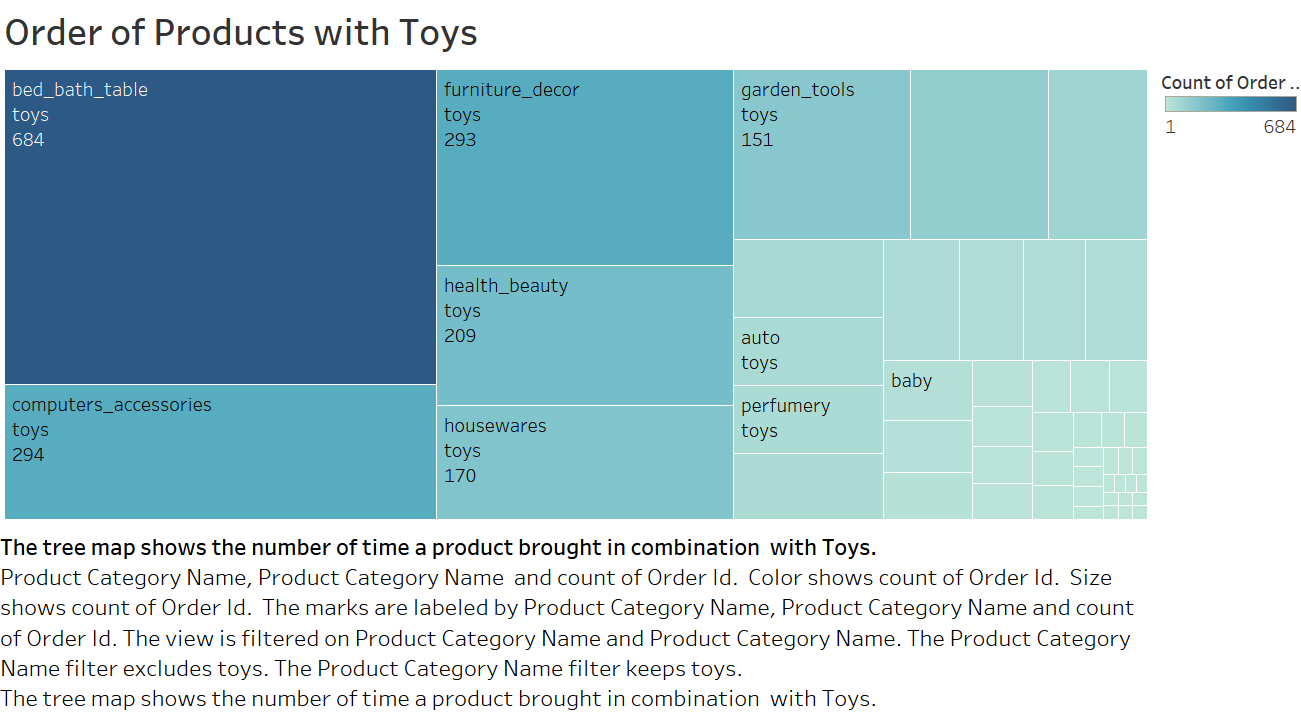 Order of Products with Toys
bed_bath_table
toys
684
computers_accessories
toys
294
furniture_decor
toys
293
health_beauty
toys
209
housewares
toys
170
garden_tools
toys
151
auto
toys
perfumery
toys
baby
Count of Order ..
1 684
The tree map shows the number of time a product brought in combination  with Toys.
Product Category Name, Product Category Name  and count of Order Id.  Color shows count of Order Id.  Size
shows count of Order Id.  The marks are labeled by Product Category Name, Product Category Name and count
of Order Id. The view is filtered on Product Category Name and Product Category Name. The Product Category
Name filter excludes toys. The Product Category Name filter keeps toys.
The tree map shows the number of time a product brought in combination  with Toys.